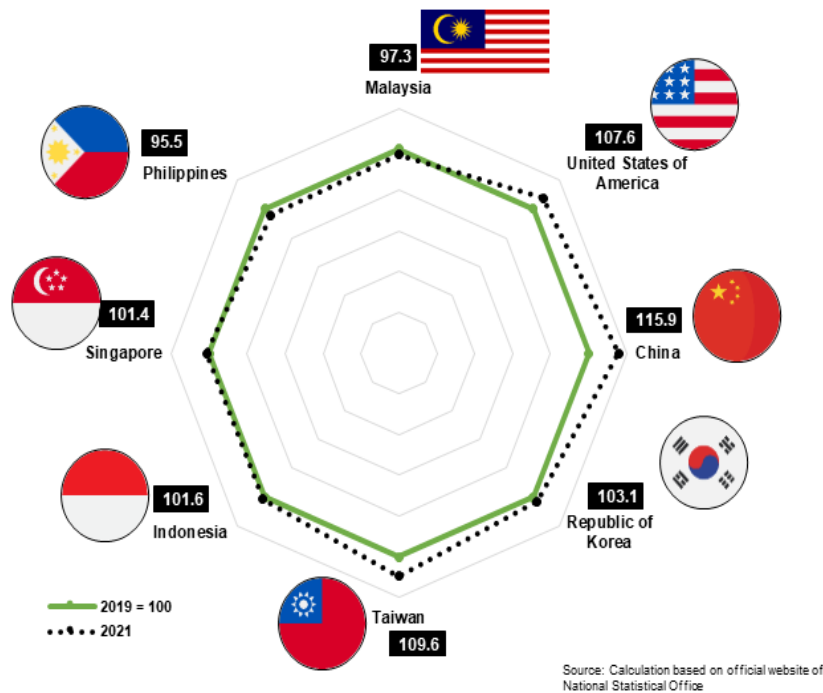 97.3
Malaysia
107.6
United States of
America
95.5
Philippines
115.9
China
101.4
Singapore
103.1
Republic of
Korea
101.6
Indonesia
Taiwan
109.6
2019 = 100
2021
Source: Calculation based on official website of
National Statistical Office